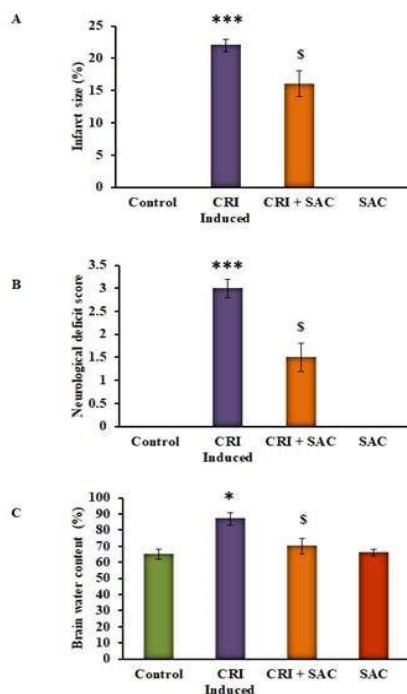 A
Infarct size (%)
25
20
15
10
5
0
***
$
Control
CRI Induced
CRI + SAC
SAC
B
Neurological deficit score
3.5
3
2.5
2
1.5
1
0.5
0
***
$
Control
CRI Induced
CRI + SAC
SAC
C
Brain water content (%)
100
90
80
70
60
50
40
30
20
10
0
*
$
Control
CRI Induced
CRI + SAC
SAC